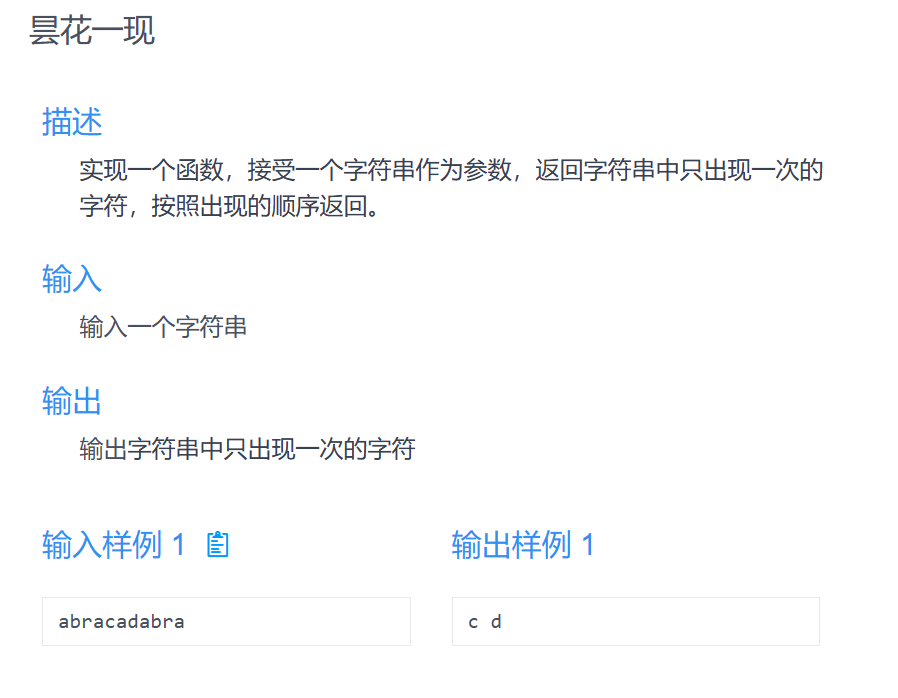 昙花一现
描述
实现一个函数，接受一个字符串作为参数，返回字符串中只出现一次的
字符，按照出现的顺序返回。
输入
输入一个字符串
输出
输出字符串中只出现一次的字符
输入样例 1
输出样例 1
abracadabra
c d